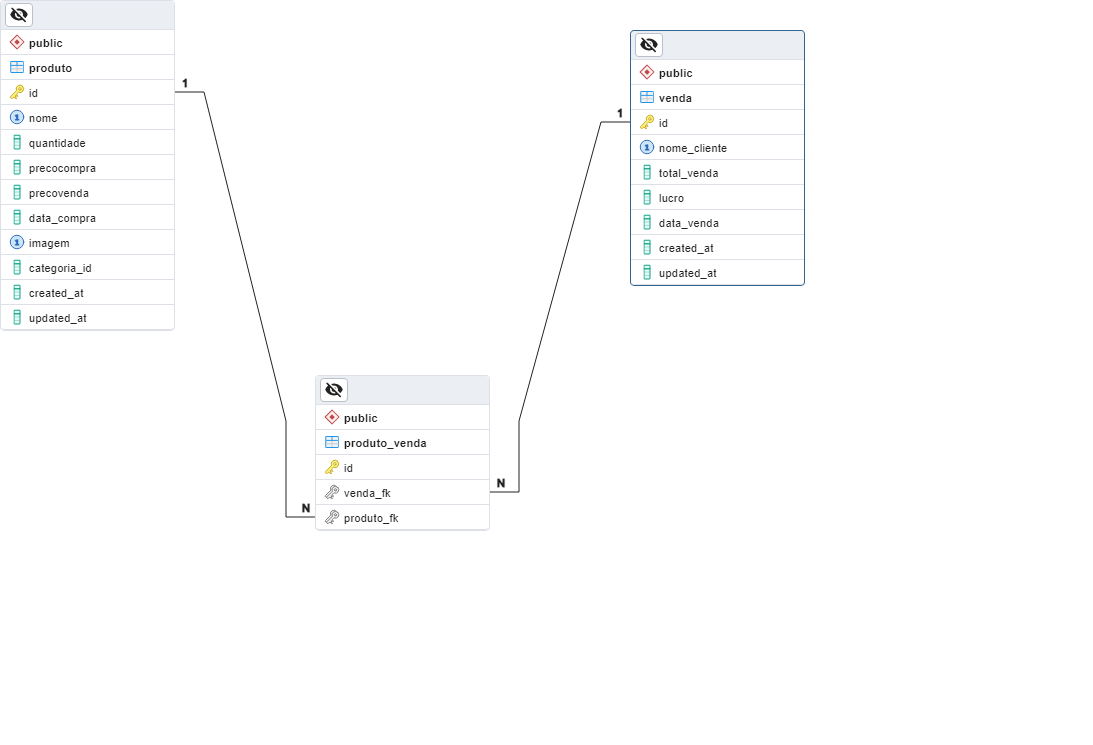 public
produto
id
nome
quantidade
precocompra
precovenda
data_compra
imagem
categoria_id
created_at
updated_at
1
public
venda
id
nome_cliente
total_venda
lucro
data_venda
created_at
updated_at
1
public
produto_venda
id
venda_fk
produto_fk
N
N